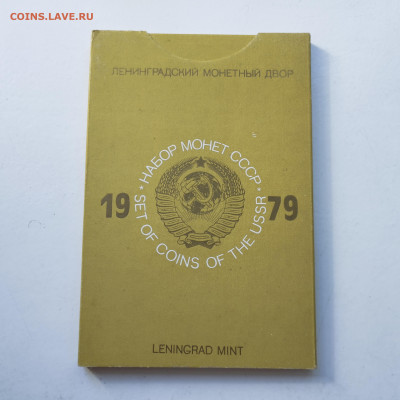 COINS.LAVE.RU
ЛЕНИНГРАДСКИЙ МОНЕТНЫЙ ДВОР
• НАБОР МОНЕТ СССР •
19 79
SET OF COINS OF THE USSR
LENINGRAD MINT